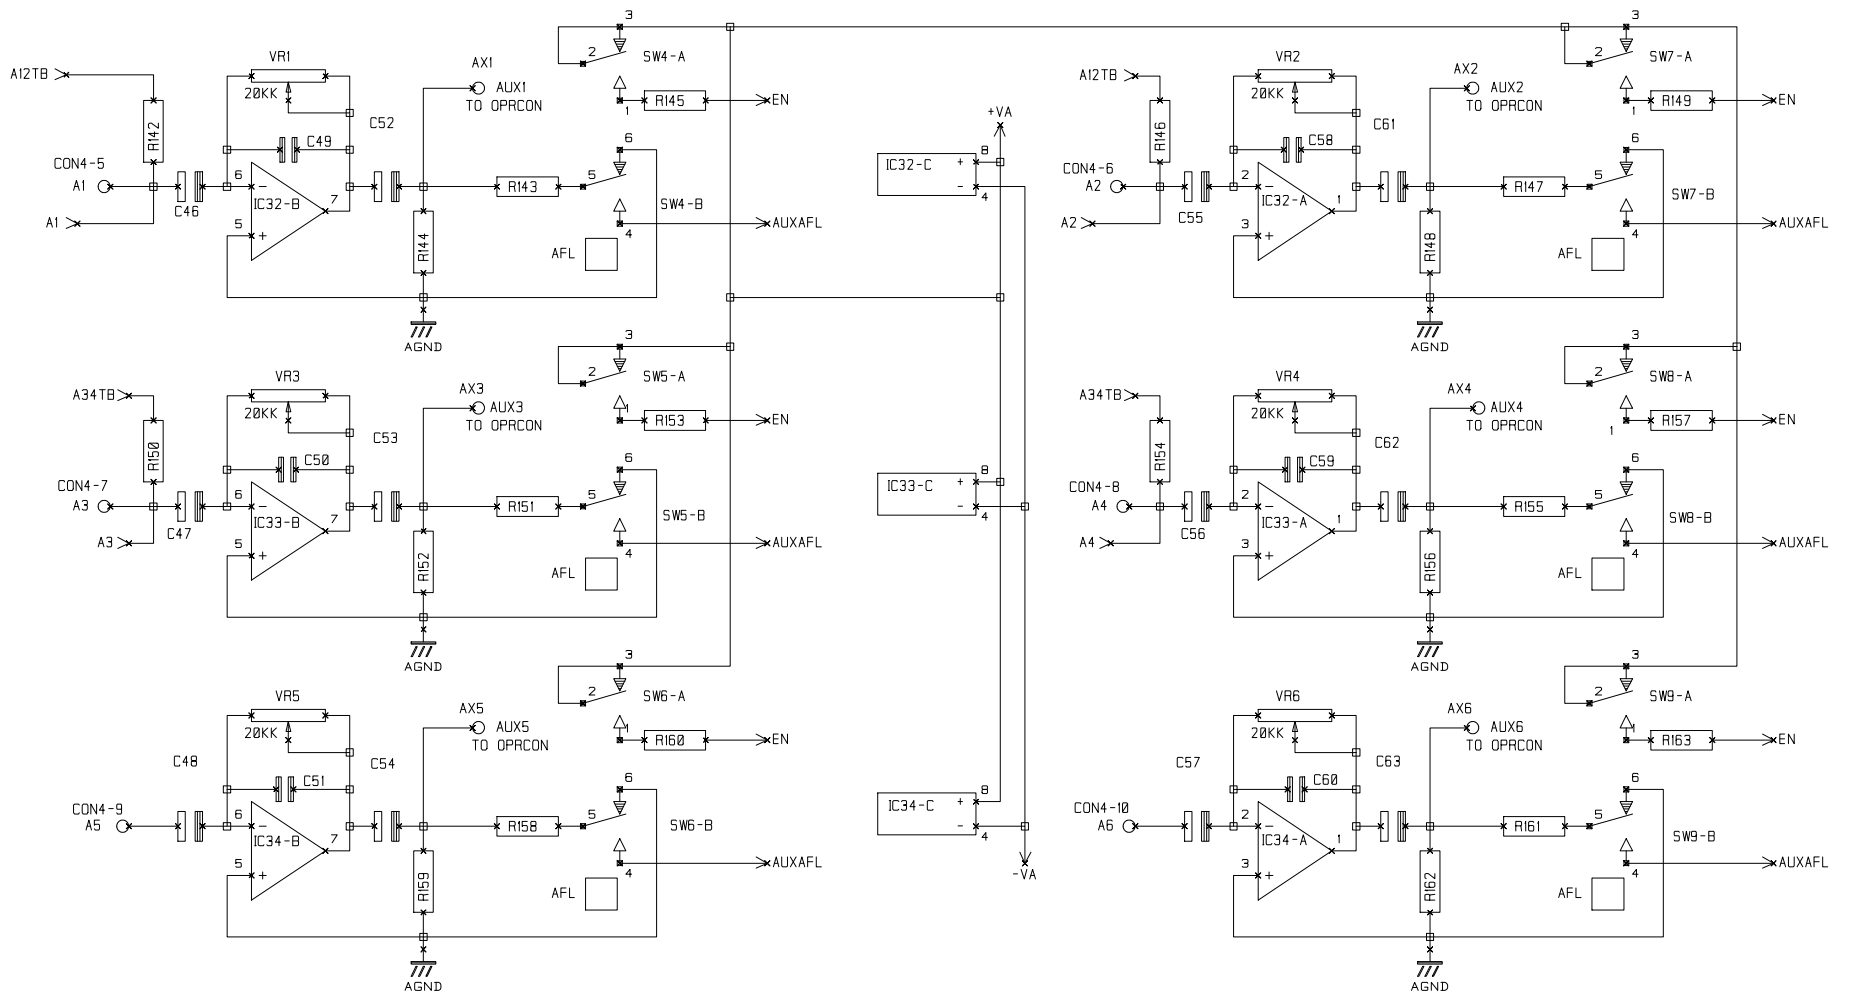 A12TB
R142
CON4-5
A1
A1
C46
VR1
20KK
C49
6
-
IC32-B
7
5
+
C52
AX1
AUX1
TO OPRCON
R143
R144
AGND
3
2
SW4-A
1
R145
EN
6
5
SW4-B
4
AUXAFL
AFL
+VA
IC32-C
+
-
8
4
A12TB
R146
CON4-6
A2
A2
C55
VR2
20KK
C58
2
-
IC32-A
1
3
+
C61
AX2
AUX2
TO OPRCON
R147
R148
AGND
3
2
SW7-A
1
R149
EN
6
5
SW7-B
4
AUXAFL
AFL
A34TB
R150
CON4-7
A3
A3
C47
VR3
20KK
C50
6
-
IC33-B
7
5
+
C53
AX3
AUX3
TO OPRCON
R151
R152
AGND
3
2
SW5-A
1
R153
EN
6
5
SW5-B
4
AUXAFL
AFL
IC33-C
+
-
8
4
A34TB
R154
CON4-8
A4
A4
C56
VR4
20KK
C59
2
-
IC33-A
1
3
+
C62
AX4
AUX4
TO OPRCON
R155
R156
AGND
3
2
SW8-A
1
R157
EN
6
5
SW8-B
4
AUXAFL
AFL
C48
CON4-9
A5
VR5
20KK
C51
6
-
IC34-B
7
5
+
C54
AX5
AUX5
TO OPRCON
R158
R159
AGND
3
2
SW6-A
1
R160
EN
6
5
SW6-B
4
AUXAFL
AFL
IC34-C
+
-
8
4
-VA
C57
CON4-10
A6
VR6
20KK
C60
2
-
IC34-A
1
3
+
C63
AX6
AUX6
TO OPRCON
R161
R162
AGND
3
2
SW9-A
1
R163
EN
6
5
SW9-B
4
AUXAFL
AFL